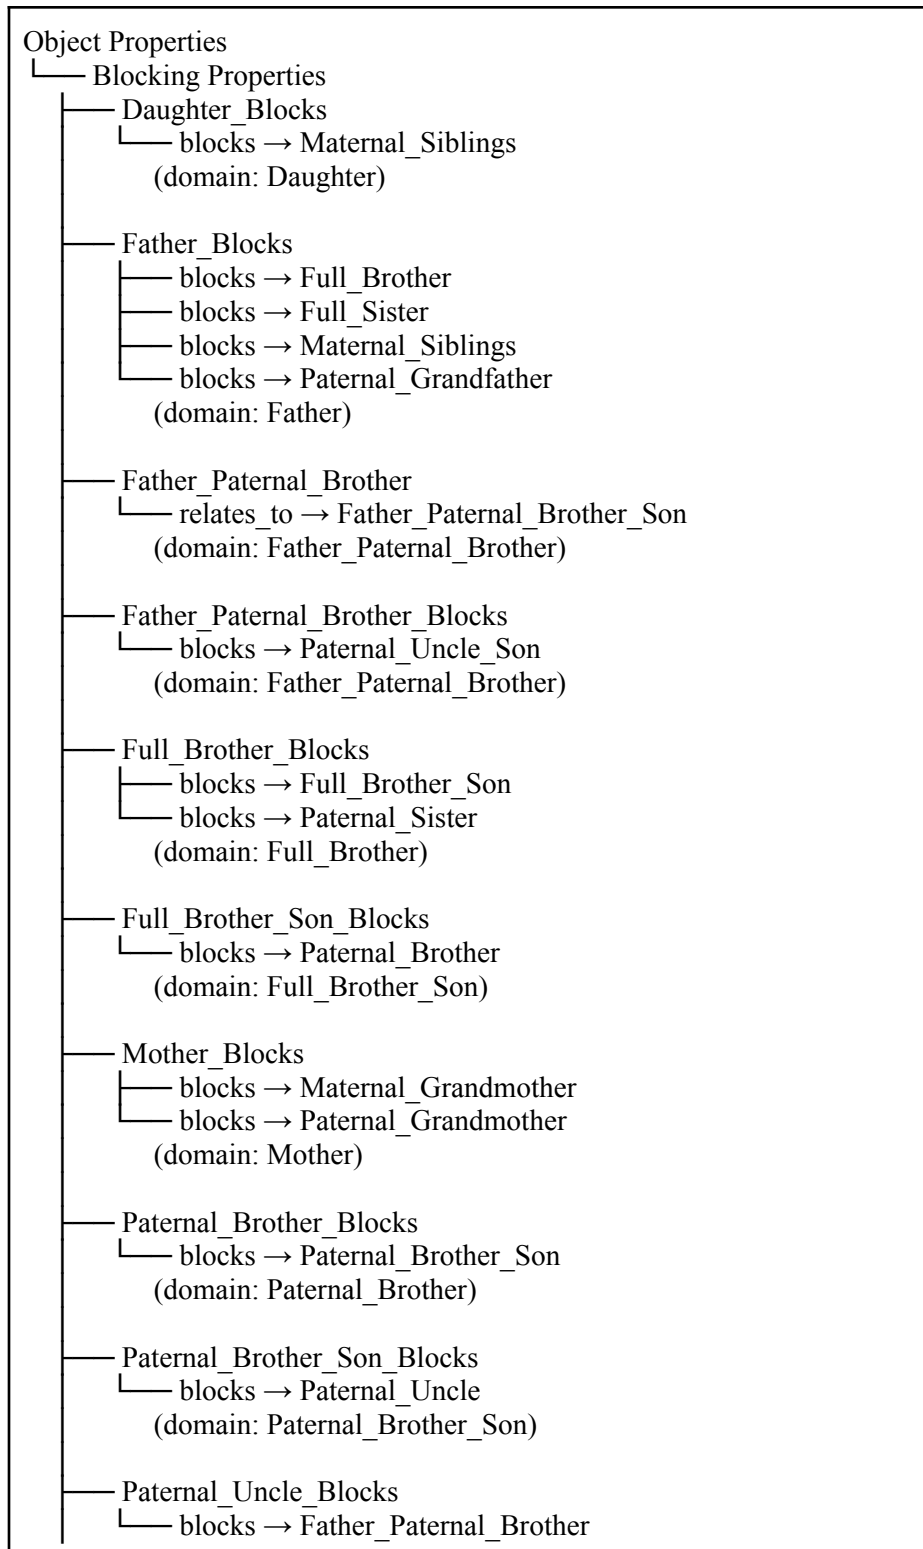 Object Properties
└── Blocking Properties
├── Daughter_Blocks
└── blocks → Maternal_Siblings
(domain: Daughter)
├── Father_Blocks
├── blocks → Full_Brother
├── blocks → Full_Sister
├── blocks → Maternal_Siblings
└── blocks → Paternal_Grandfather
(domain: Father)
├── Father_Paternal_Brother
└── relates_to → Father_Paternal_Brother_Son
(domain: Father_Paternal_Brother)
├── Father_Paternal_Brother_Blocks
└── blocks → Paternal_Uncle_Son
(domain: Father_Paternal_Brother)
├── Full_Brother_Blocks
├── blocks → Full_Brother_Son
└── blocks → Paternal_Sister
(domain: Full_Brother)
├── Full_Brother_Son_Blocks
└── blocks → Paternal_Brother
(domain: Full_Brother_Son)
├── Mother_Blocks
├── blocks → Maternal_Grandmother
└── blocks → Paternal_Grandmother
(domain: Mother)
├── Paternal_Brother_Blocks
└── blocks → Paternal_Brother_Son
(domain: Paternal_Brother)
├── Paternal_Brother_Son_Blocks
└── blocks → Paternal_Uncle
(domain: Paternal_Brother_Son)
├── Paternal_Uncle_Blocks
└── blocks → Father_Paternal_Brother